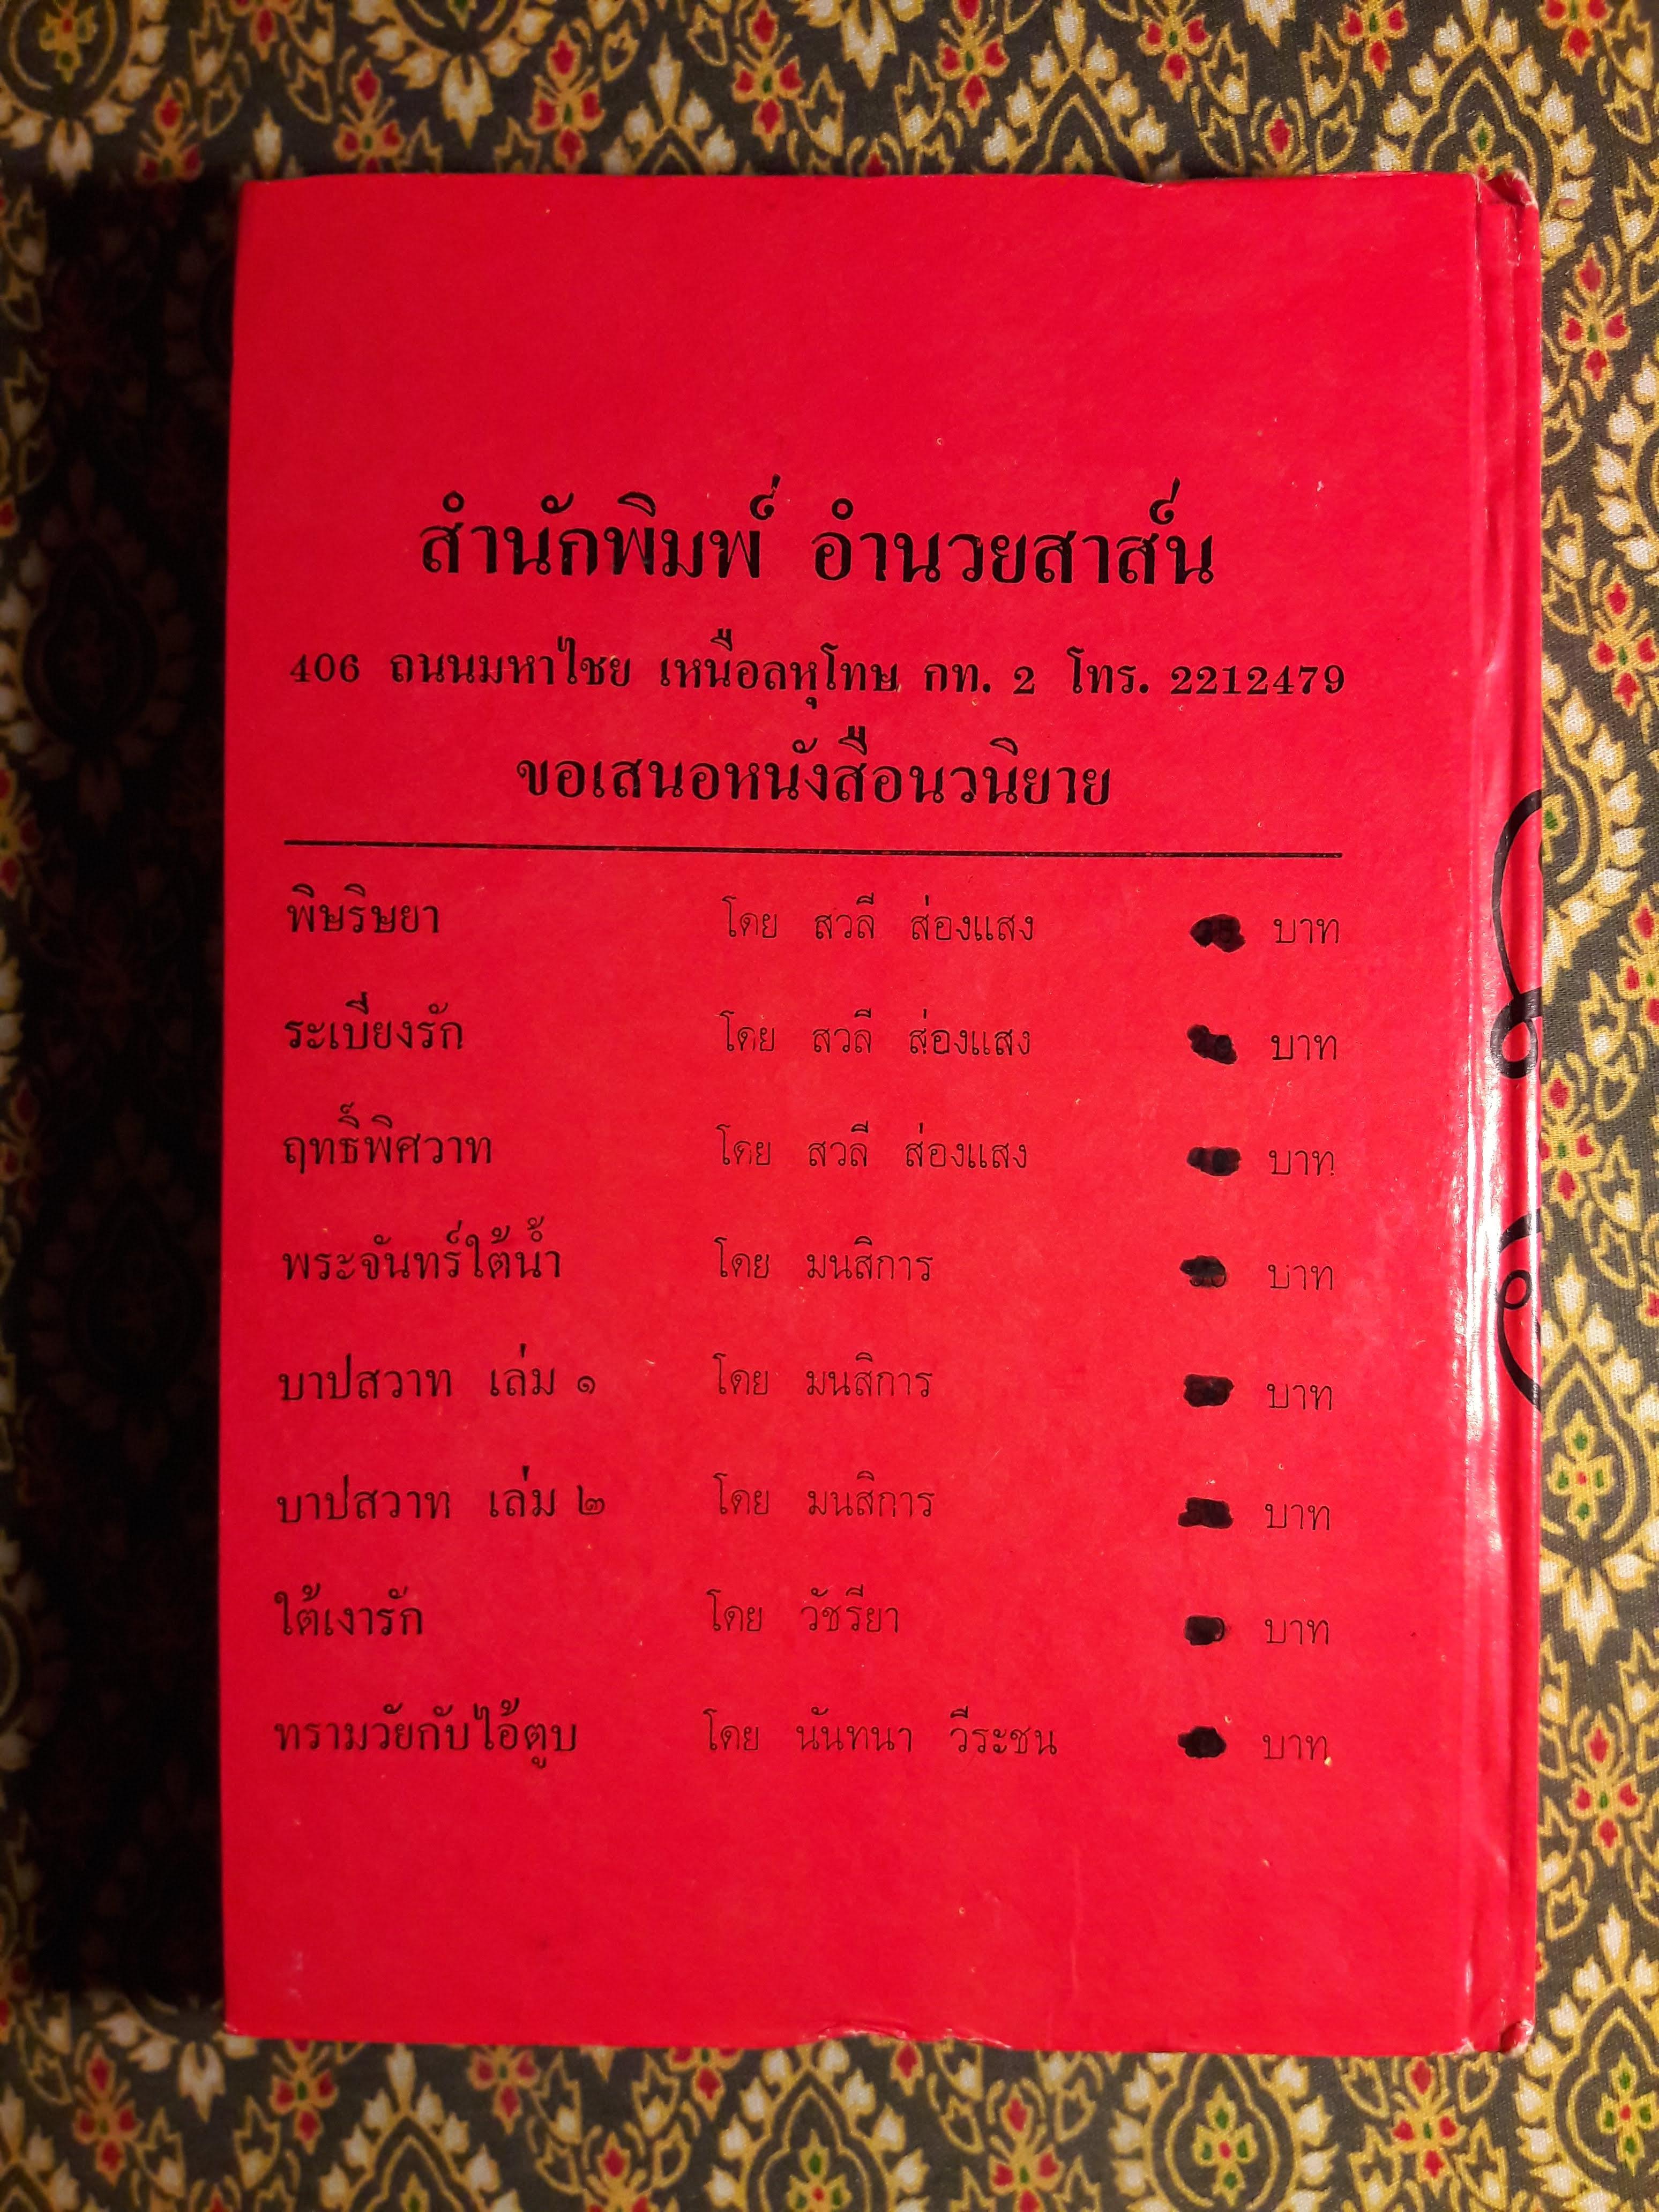 สำนักพิมพ์ อำนวยสาส์น
406 ถนนมหาไชย เหนือลหุโทษ กท. 2 โทร. 2212479
ขอเสนอหนังสือนวนิยาย
พิษริษยา โดย สวลี ส่องแสง บาท
ระเบียงรัก โดย สวลี ส่องแสง บาท
ฤทธิ์พิศวาท โดย สวลี ส่องแสง บาท
พระจันทร์ใต้น้ำ โดย มนสิการ บาท
บาปสวาท เล่ม ๑ โดย มนสิการ บาท
บาปสวาท เล่ม ๒ โดย มนสิการ บาท
ใต้เงารัก โดย วัชรียา บาท
ทรามวัยกับไอ้ตูบ โดย นันทนา วีระชน บาท